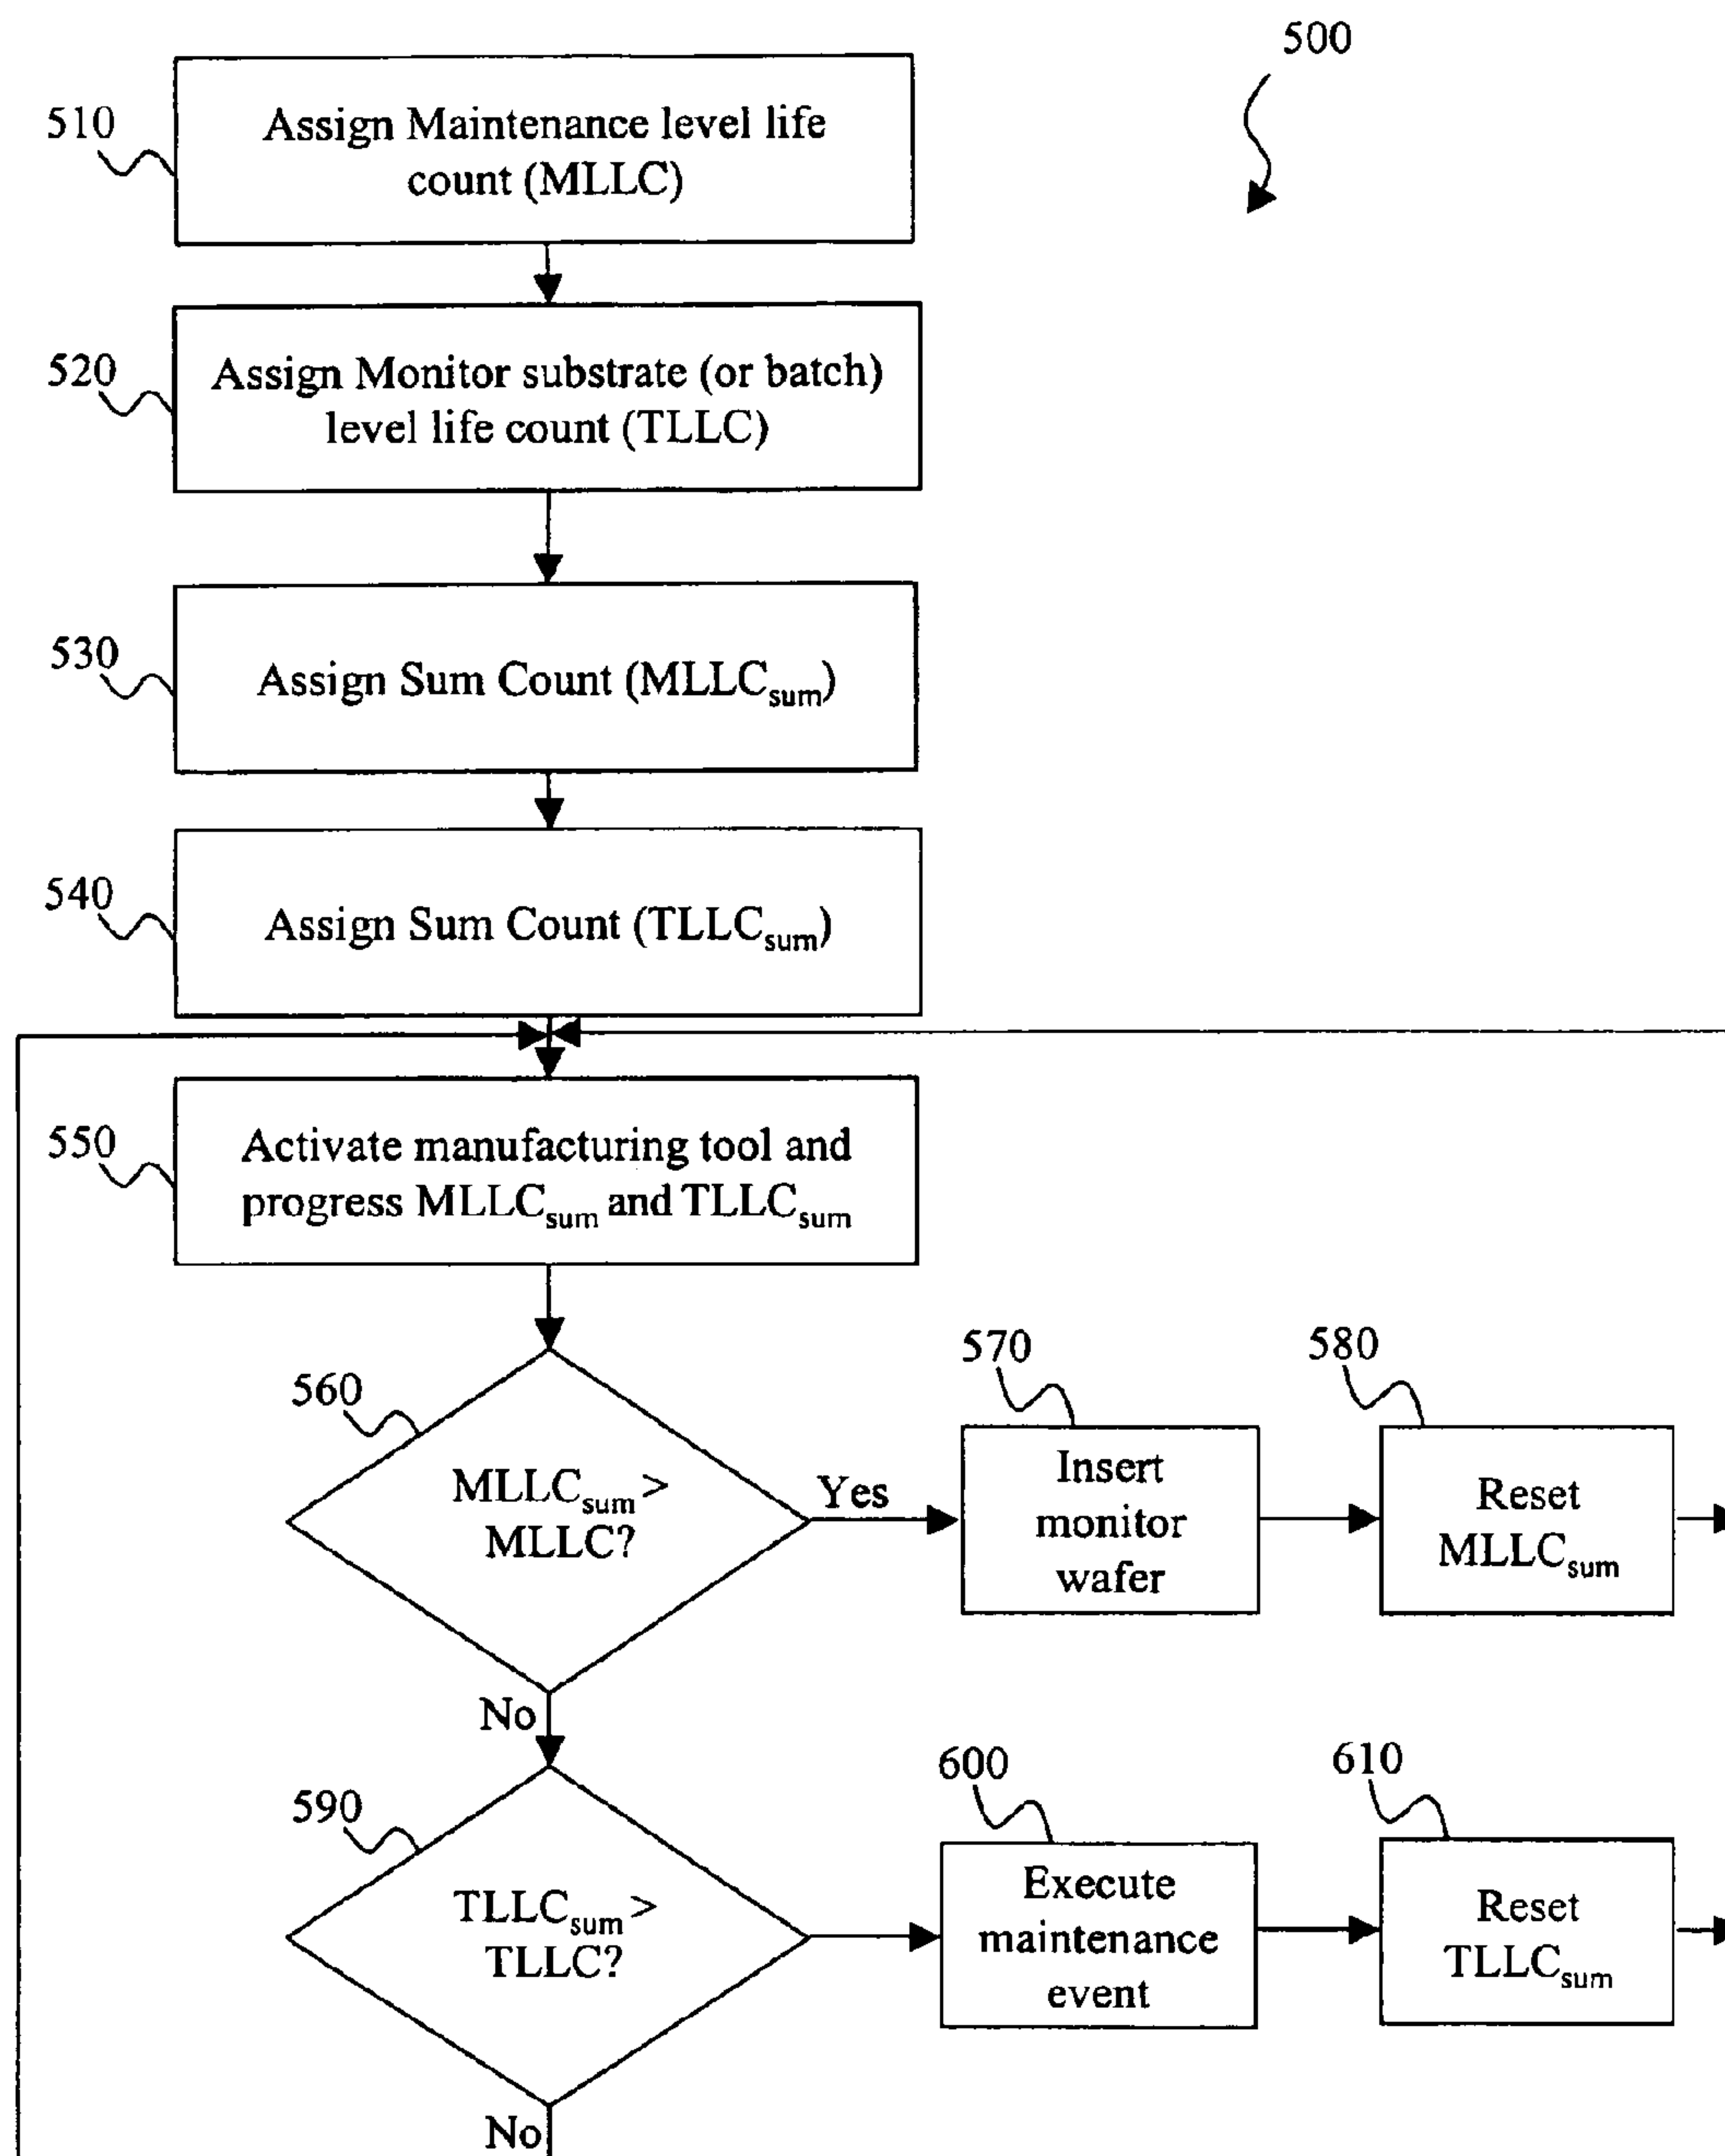 500
510
Assign Maintenance level life
count (MLLC)
520
Assign Monitor substrate (or batch)
level life count (TLLC)
530
Assign Sum Count (MLLCsum)
540
Assign Sum Count (TLLCsum)
550
Activate manufacturing tool and
progress MLLCsum and TLLCsum
560
MLLCsum >
MLLC?
Yes
570
Insert
monitor
wafer
580
Reset
MLLCsum
No
590
TLLCsum >
TLLC?
600
Execute
maintenance
event
610
Reset
TLLCsum
No